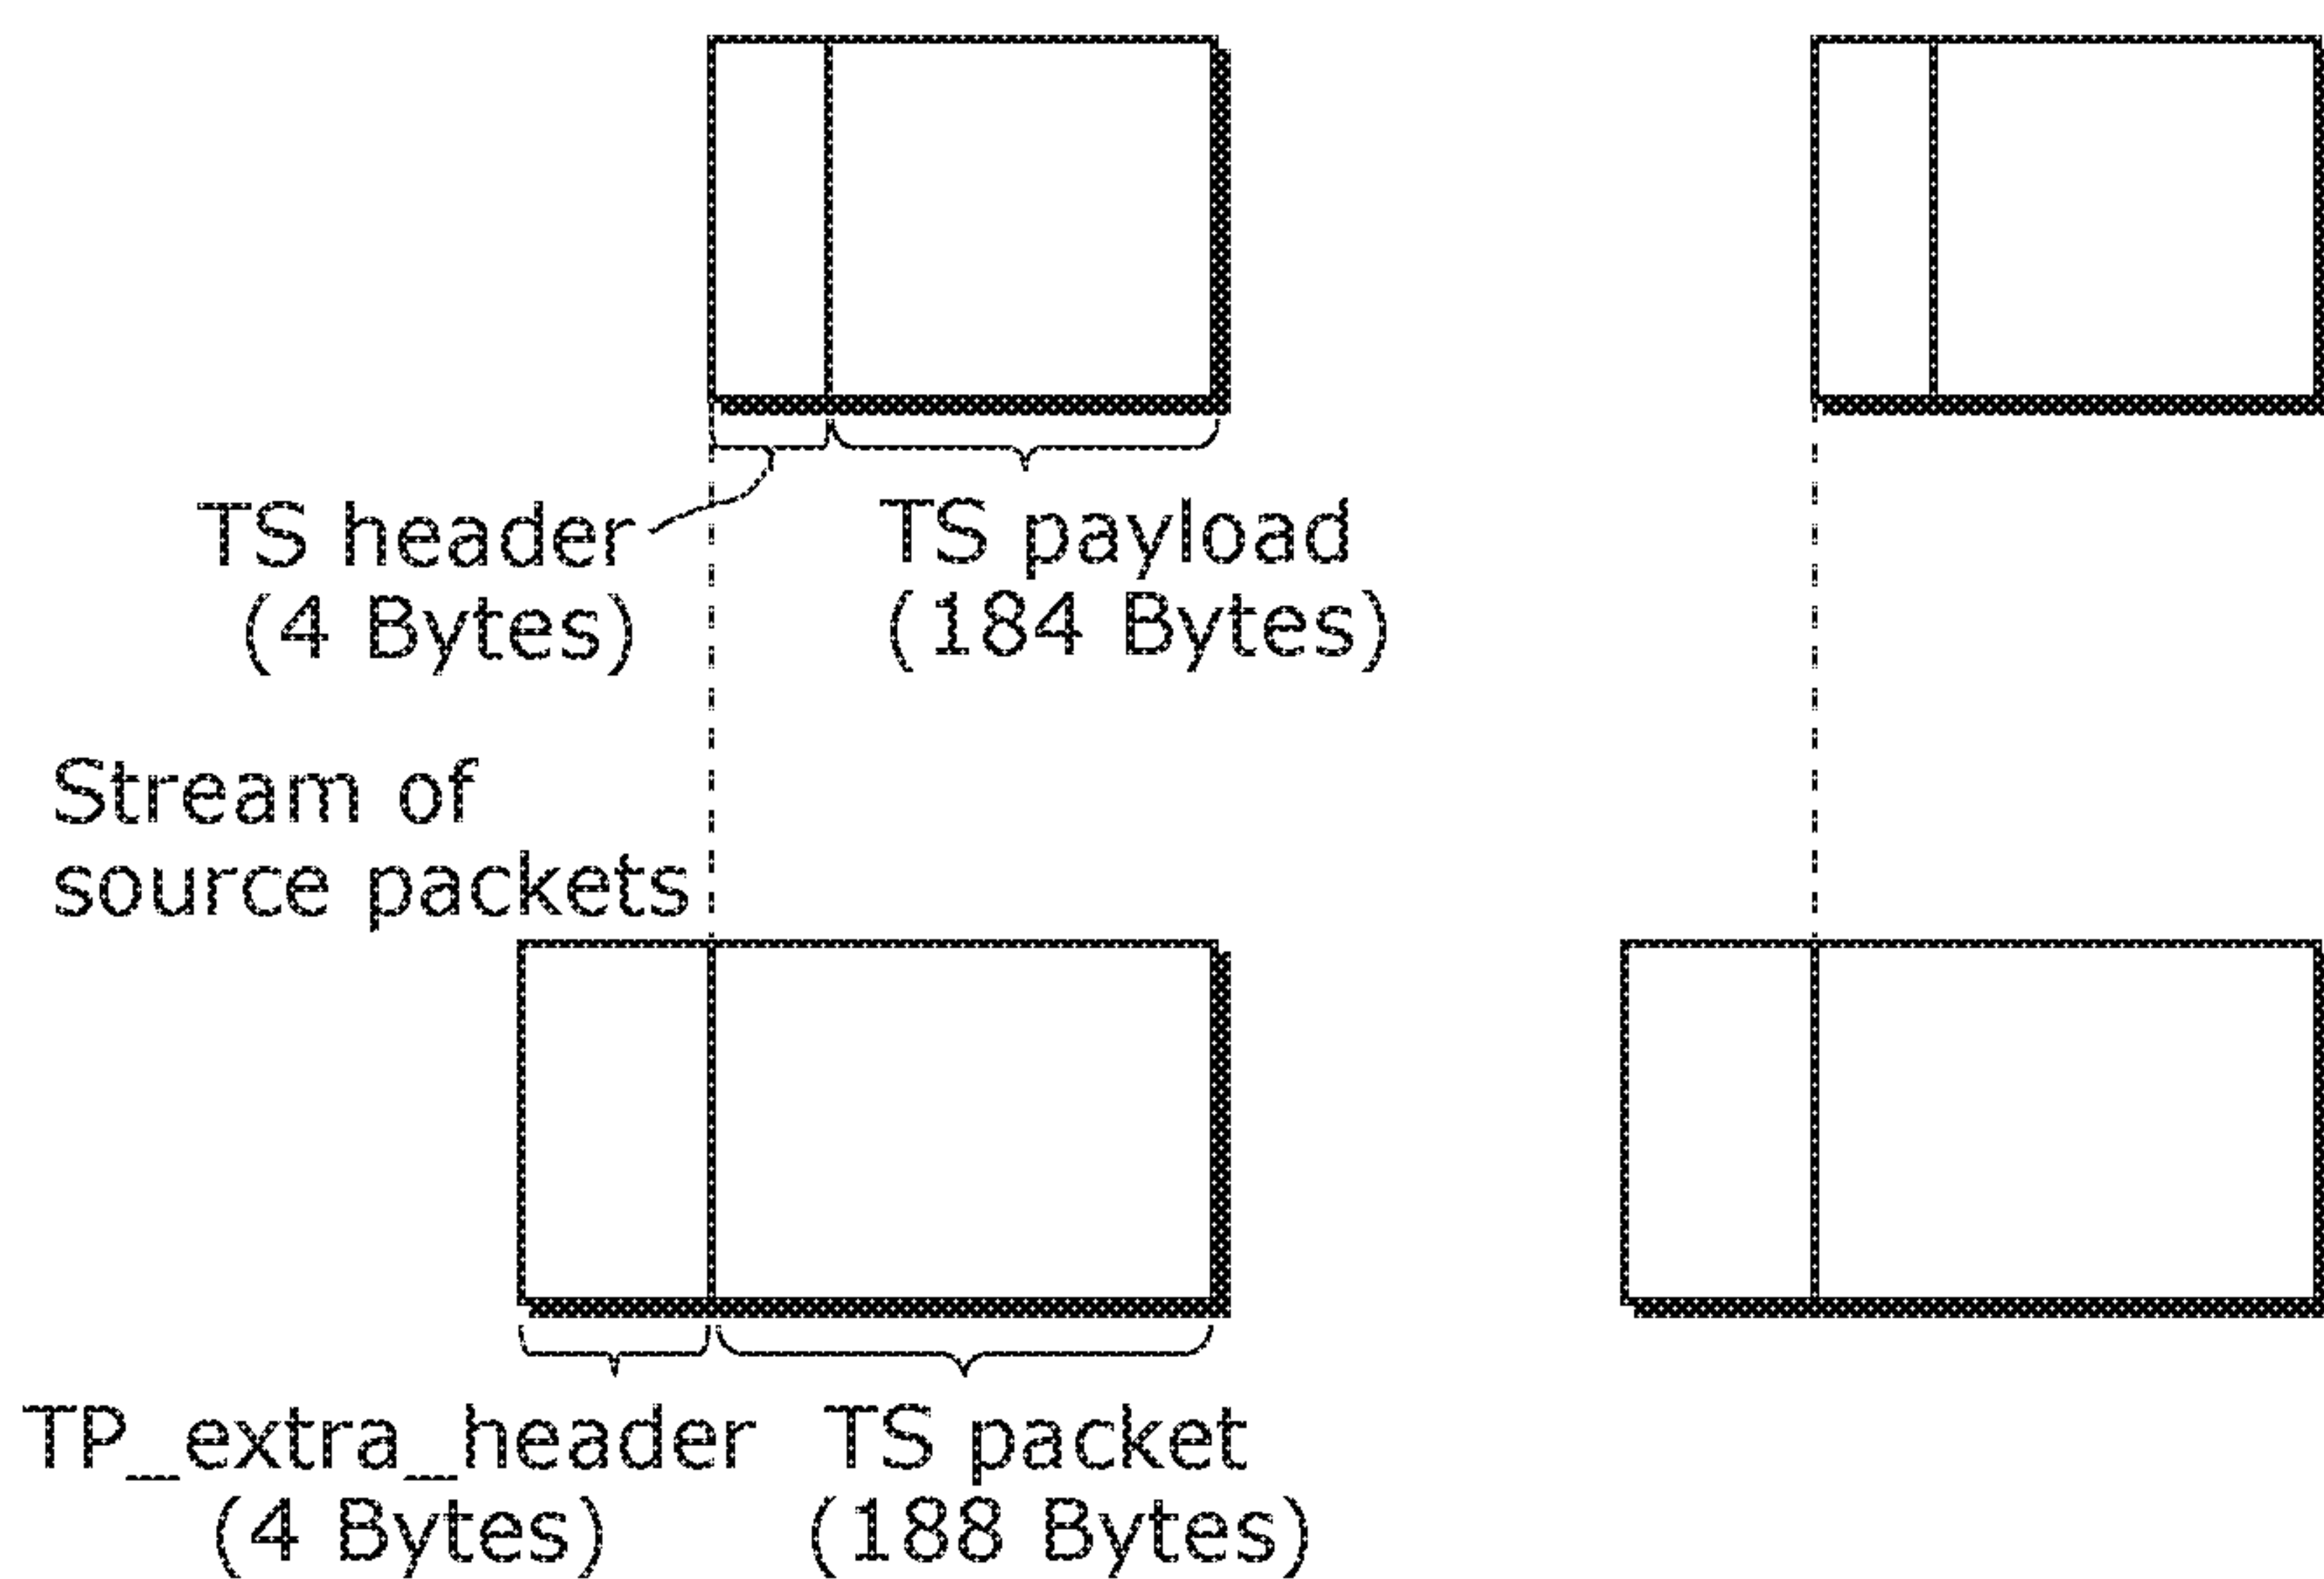 TS header
(4 Bytes)
TS payload
(184 Bytes)
Stream of
source packets
TP_extra_header
(4 Bytes)
TS packet
(188 Bytes)